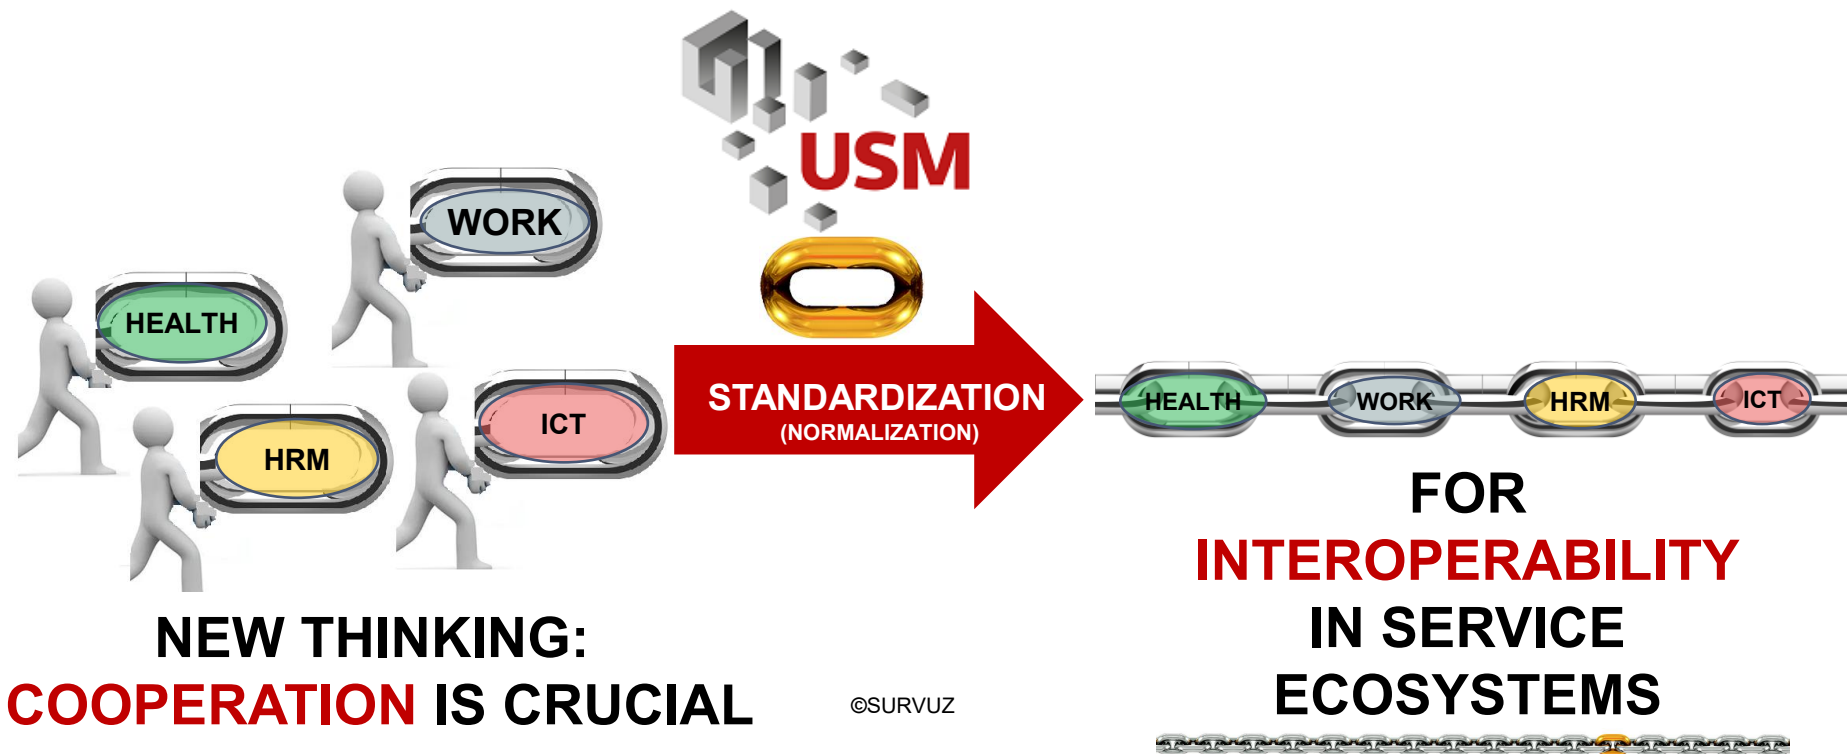 USM
WORK
HEALTH
HRM
ICT
STANDARDIZATION
(NORMALIZATION)
HEALTH
WORK
HRM
ICT
NEW THINKING:
COOPERATION IS CRUCIAL
©SURVUZ
FOR
INTEROPERABILITY
IN SERVICE
ECOSYSTEMS